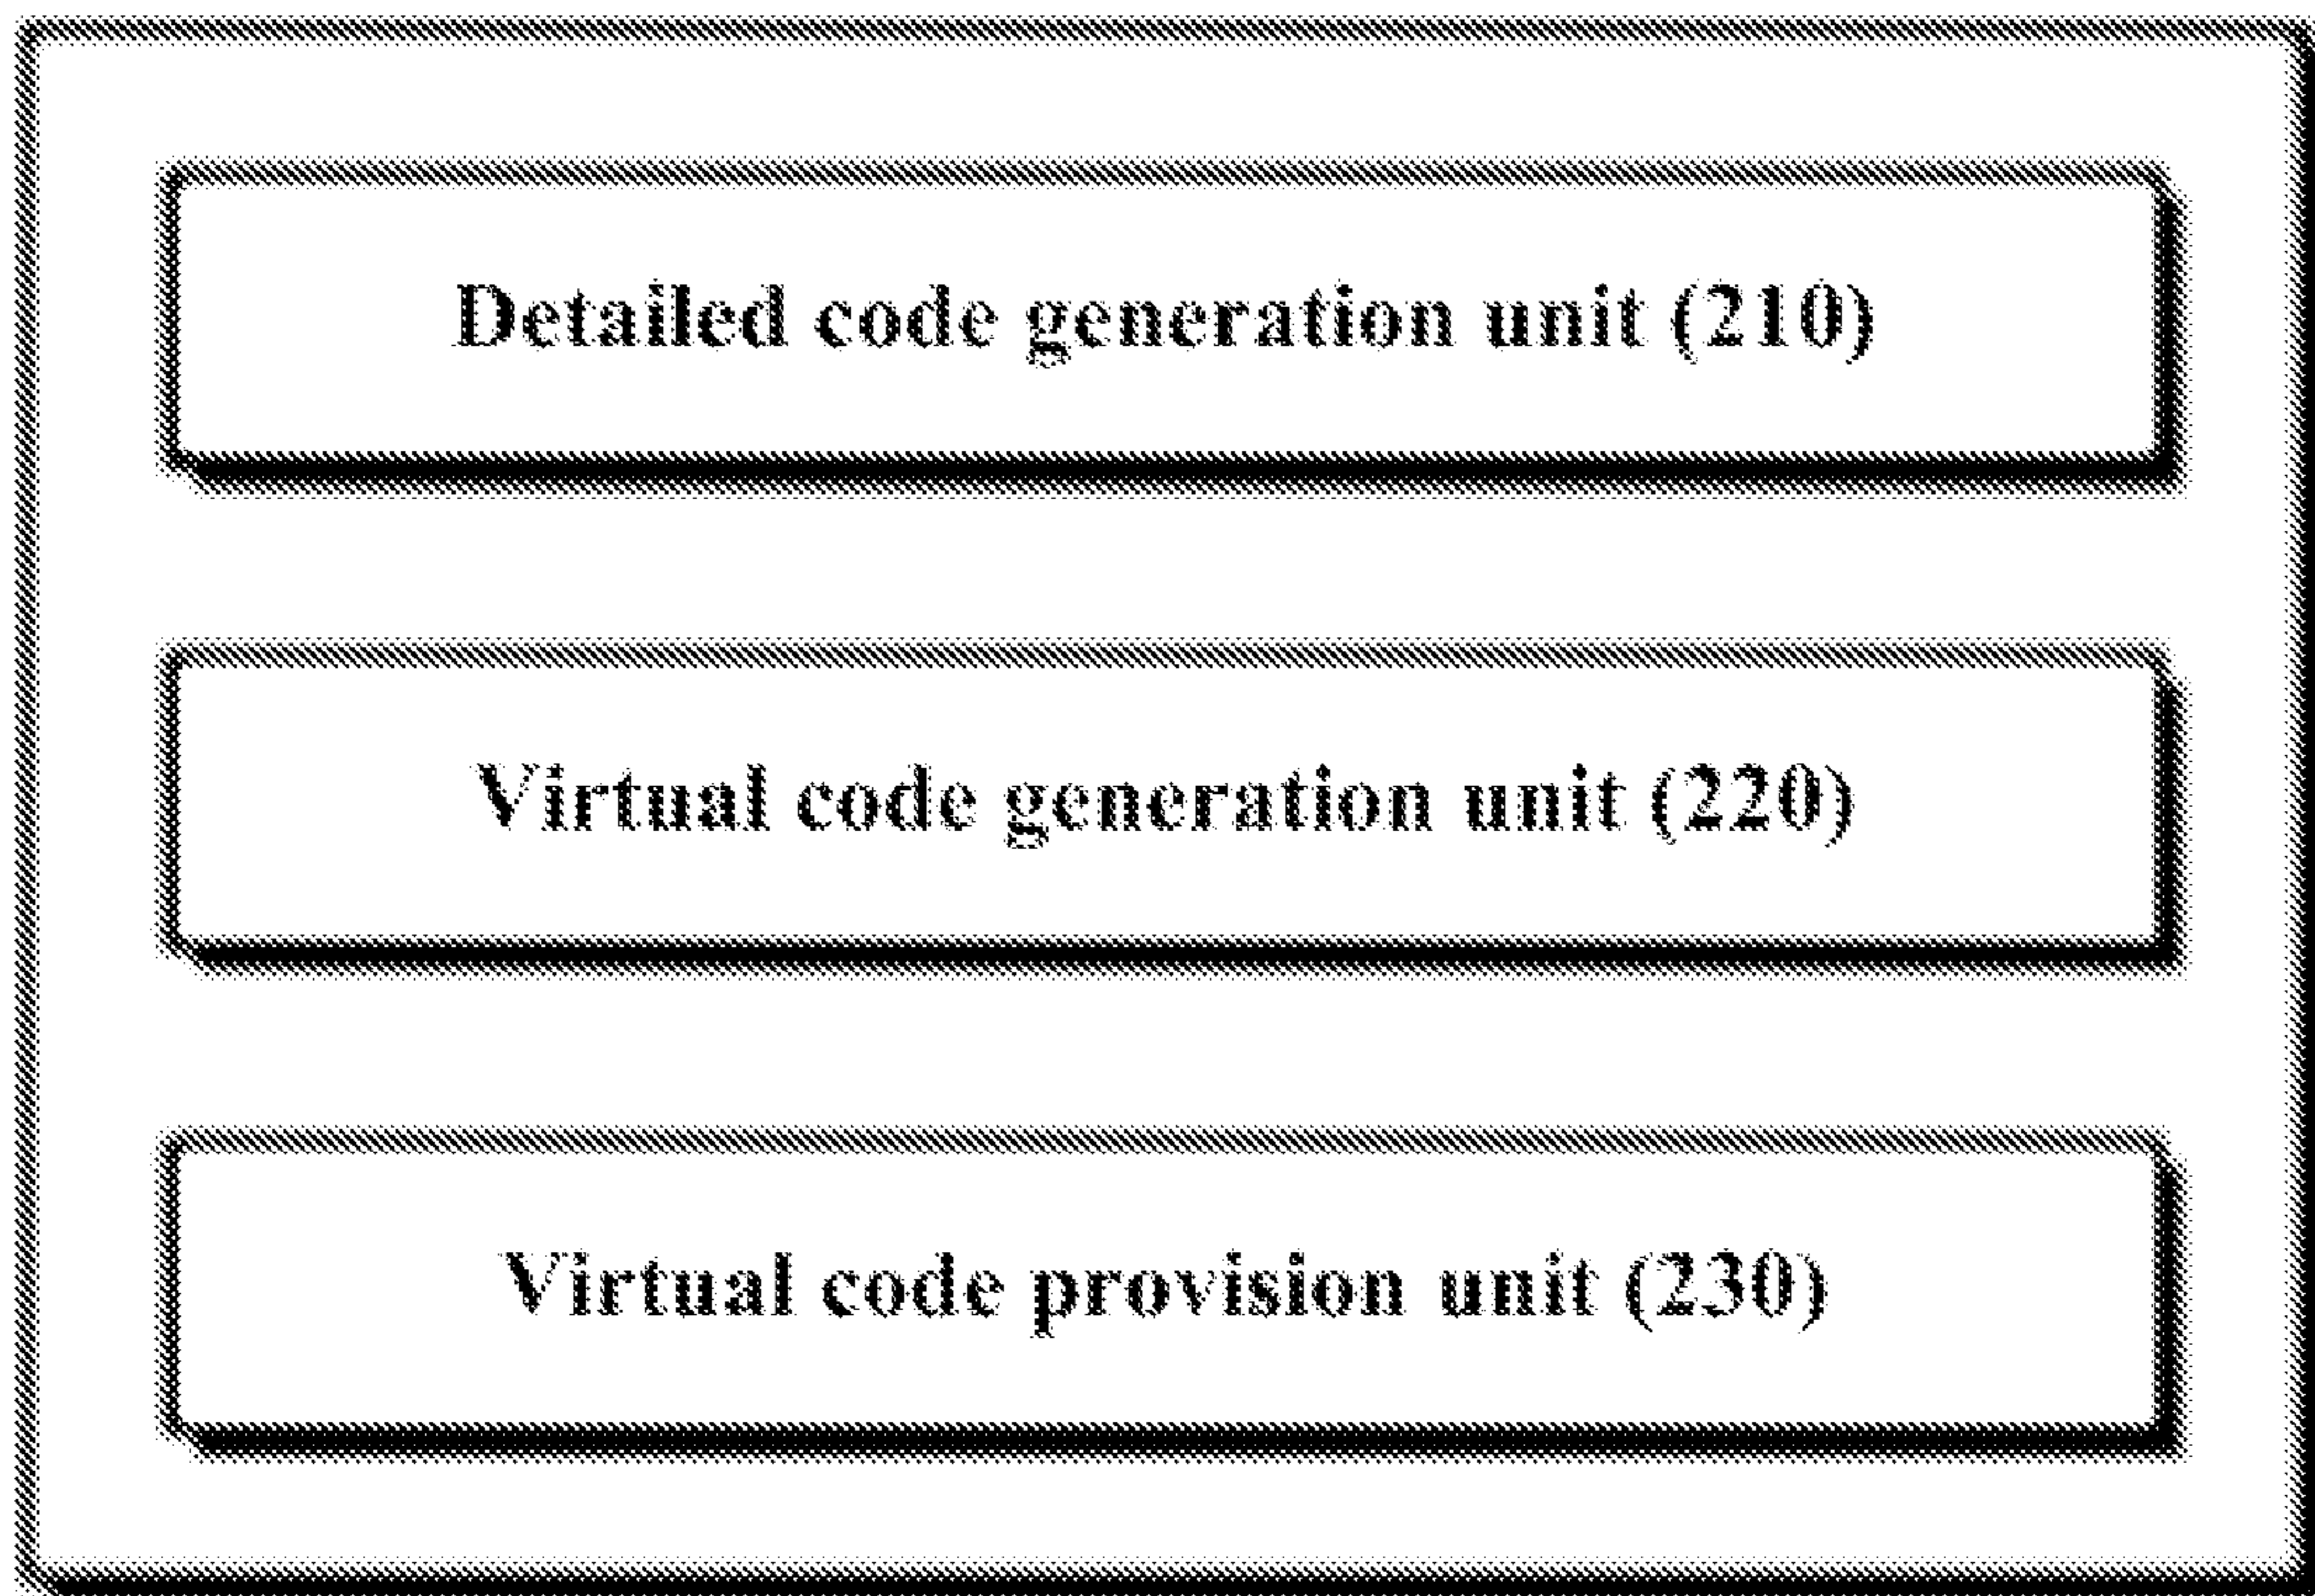 Detailed code generation unit (210)
Virtual code generation unit (220)
Virtual code provision unit (230)